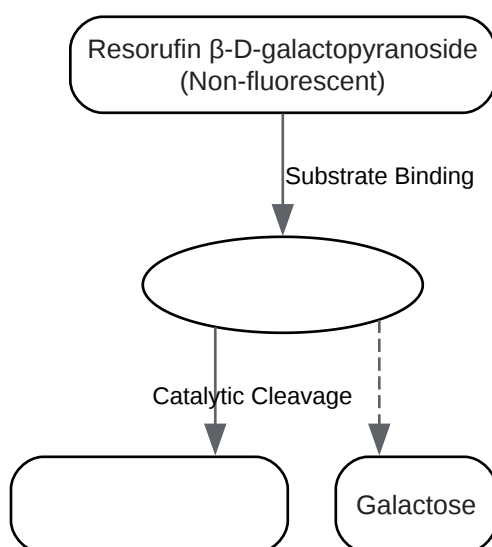 Resorufin β-D-galactopyranoside
(Non-fluorescent)
Substrate Binding
Catalytic Cleavage
Galactose